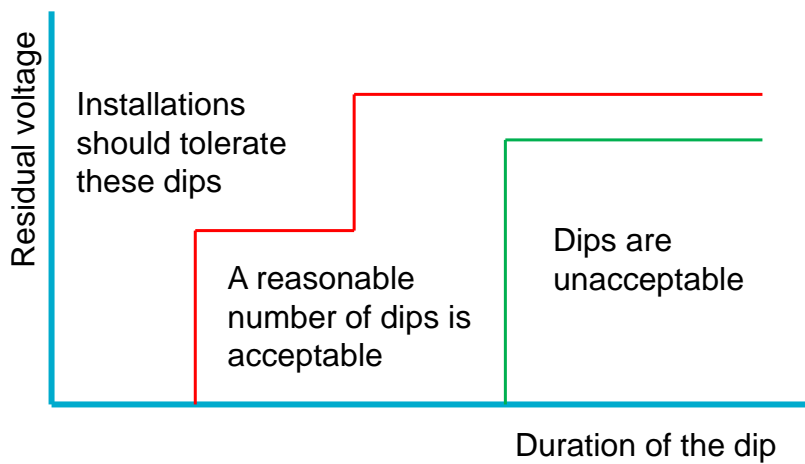 Residual voltage
Installations
should tolerate
these dips
A reasonable
number of dips is
acceptable
Dips are
unacceptable
Duration of the dip